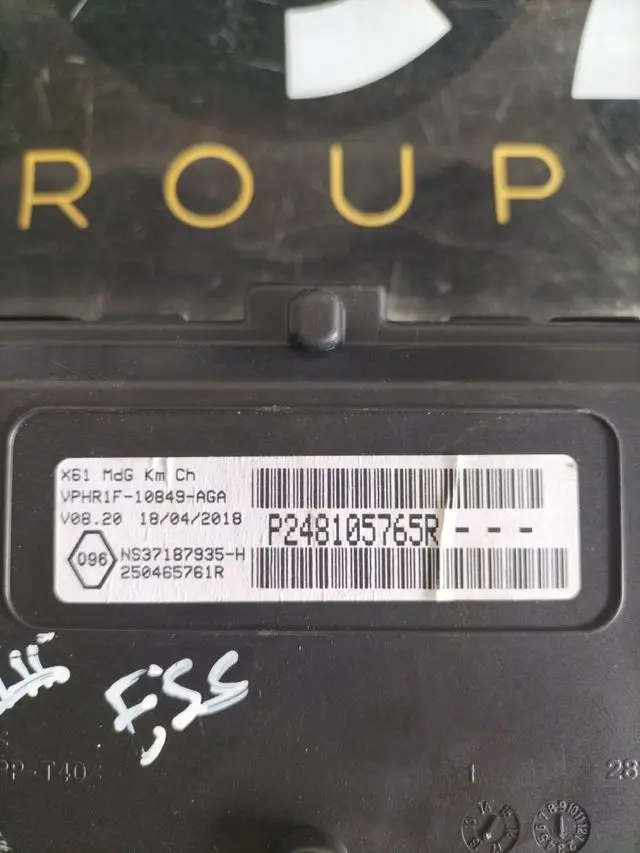 ROUP
X61 MdG Km Ch
VPHR1F-10849-AGA
V08.20 18/04/2018
P248105765R---
096
NS37187935-H
250465761R
PP-T40
1
28